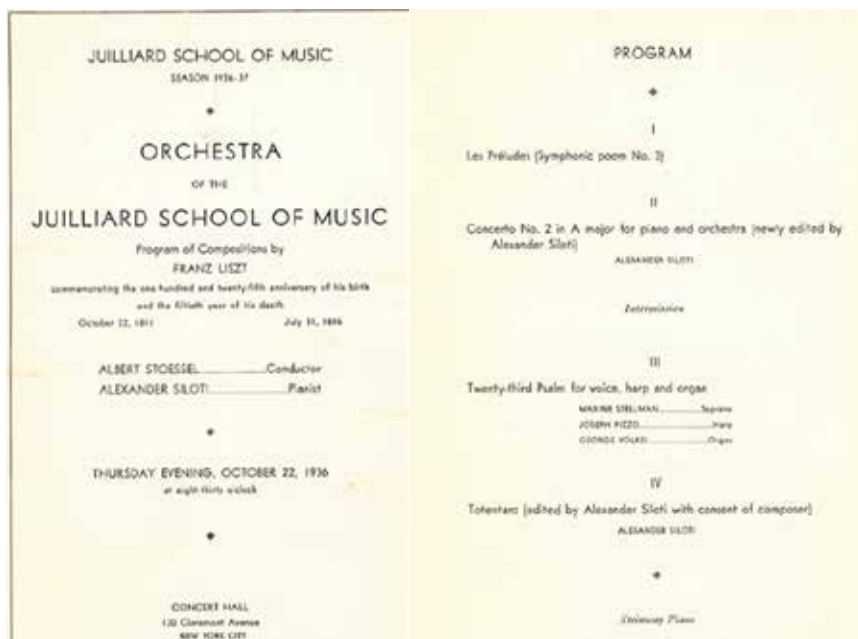 JUILLIARD SCHOOL OF MUSIC
SEASON 1936-37
ORCHESTRA
OF THE
JUILLIARD SCHOOL OF MUSIC
Program of Compositions by
FRANZ LISZT
commemorating the one hundred and twenty-fifth anniversary of his birth
and the fiftieth year of his death
October 22, 1811 July 31, 1886
ALBERT STOESSEL Conductor
ALEXANDER SILOTI Pianist
THURSDAY EVENING, OCTOBER 22, 1936
at eight-thirty o'clock
CONCERT HALL
130 Claremont Avenue
NEW YORK CITY
PROGRAM
I
Les Préludes (Symphonic poem No. 3)
II
Concerto No. 2 in A major for piano and orchestra (newly edited by
Alexander Siloti)
ALEXANDER SILOTI
Intermission
III
Twenty-third Psalm for voice, harp and organ
MAXINE STELLMAN Soprano
JOSEPH PIZZO Harp
GEORGE VOLKEL Organ
IV
Totentanz (edited by Alexander Siloti with consent of composer)
ALEXANDER SILOTI
Steinway Piano